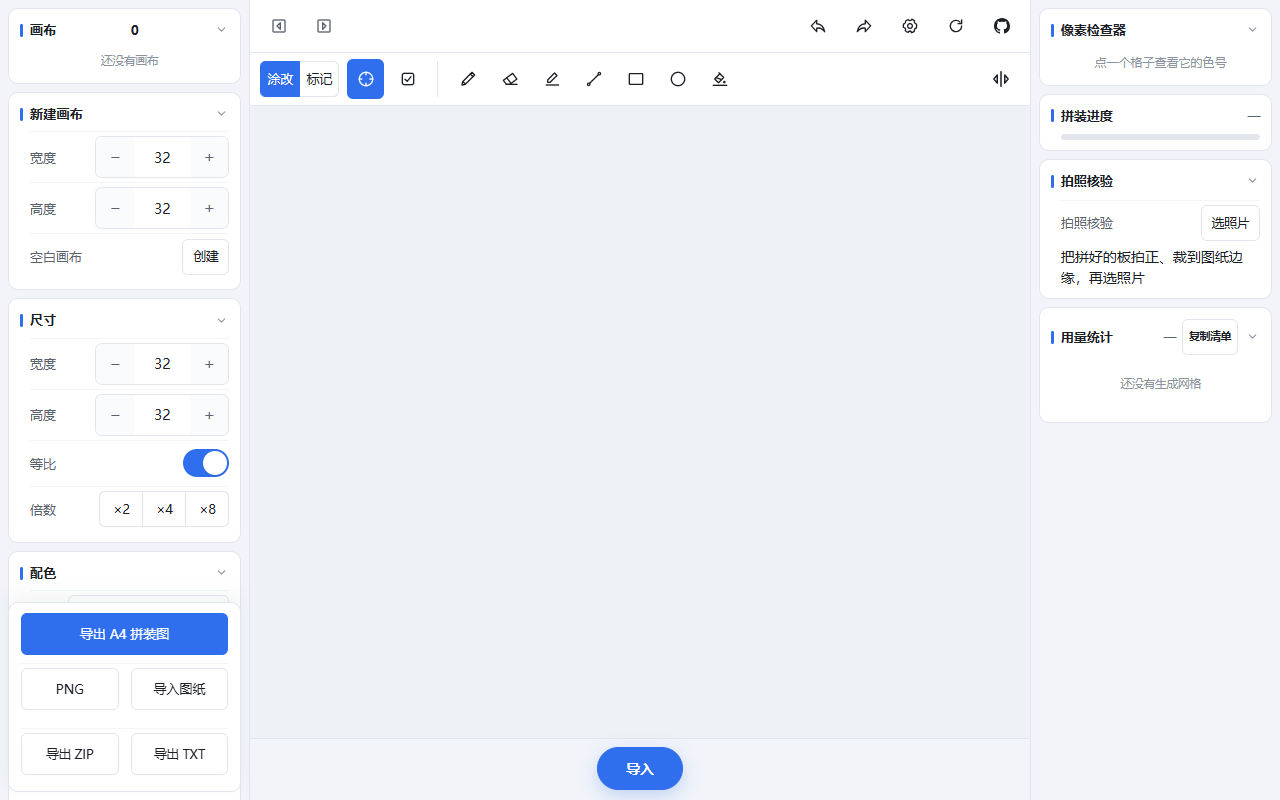 画布
0
还没有画布
新建画布
宽度
− 32 +
高度
− 32 +
空白画布
创建
尺寸
宽度
− 32 +
高度
− 32 +
等比
倍数
×2
×4
×8
配色
导出 A4 拼装图
PNG
导入图纸
导出 ZIP
导出 TXT
涂改
标记
导入
像素检查器
点一个格子查看它的色号
拼装进度
—
拍照核验
拍照核验
选照片
把拼好的板拍正、裁到图纸边
缘，再选照片
用量统计
—
复制清单
还没有生成网格